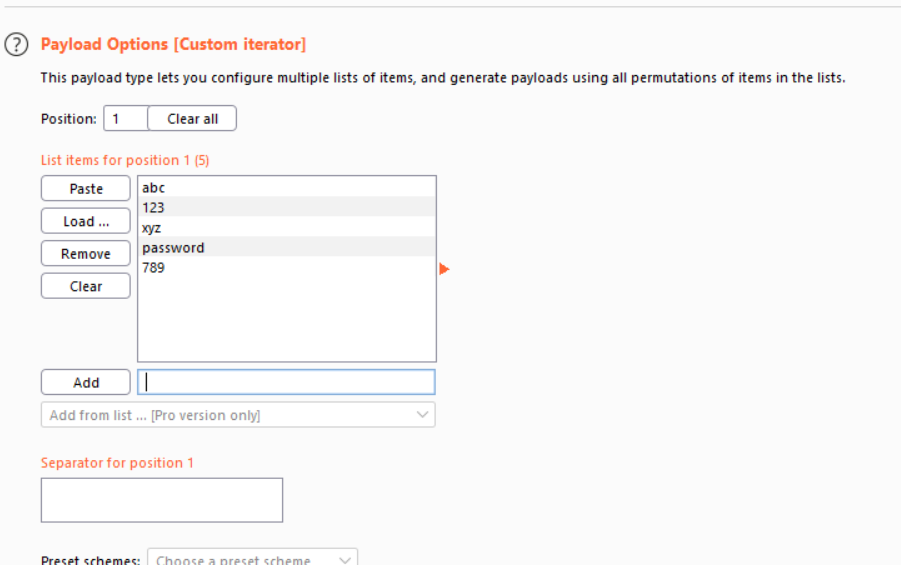 Payload Options [Custom iterator]
This payload type lets you configure multiple lists of items, and generate payloads using all permutations of items in the lists.
Position: 1 Clear all
List items for position 1 (5)
Paste
Load ...
Remove
Clear
abc
123
xyz
password
789
Add
Add from list ... [Pro version only]
Separator for position 1
Preset schemes: Choose a preset scheme